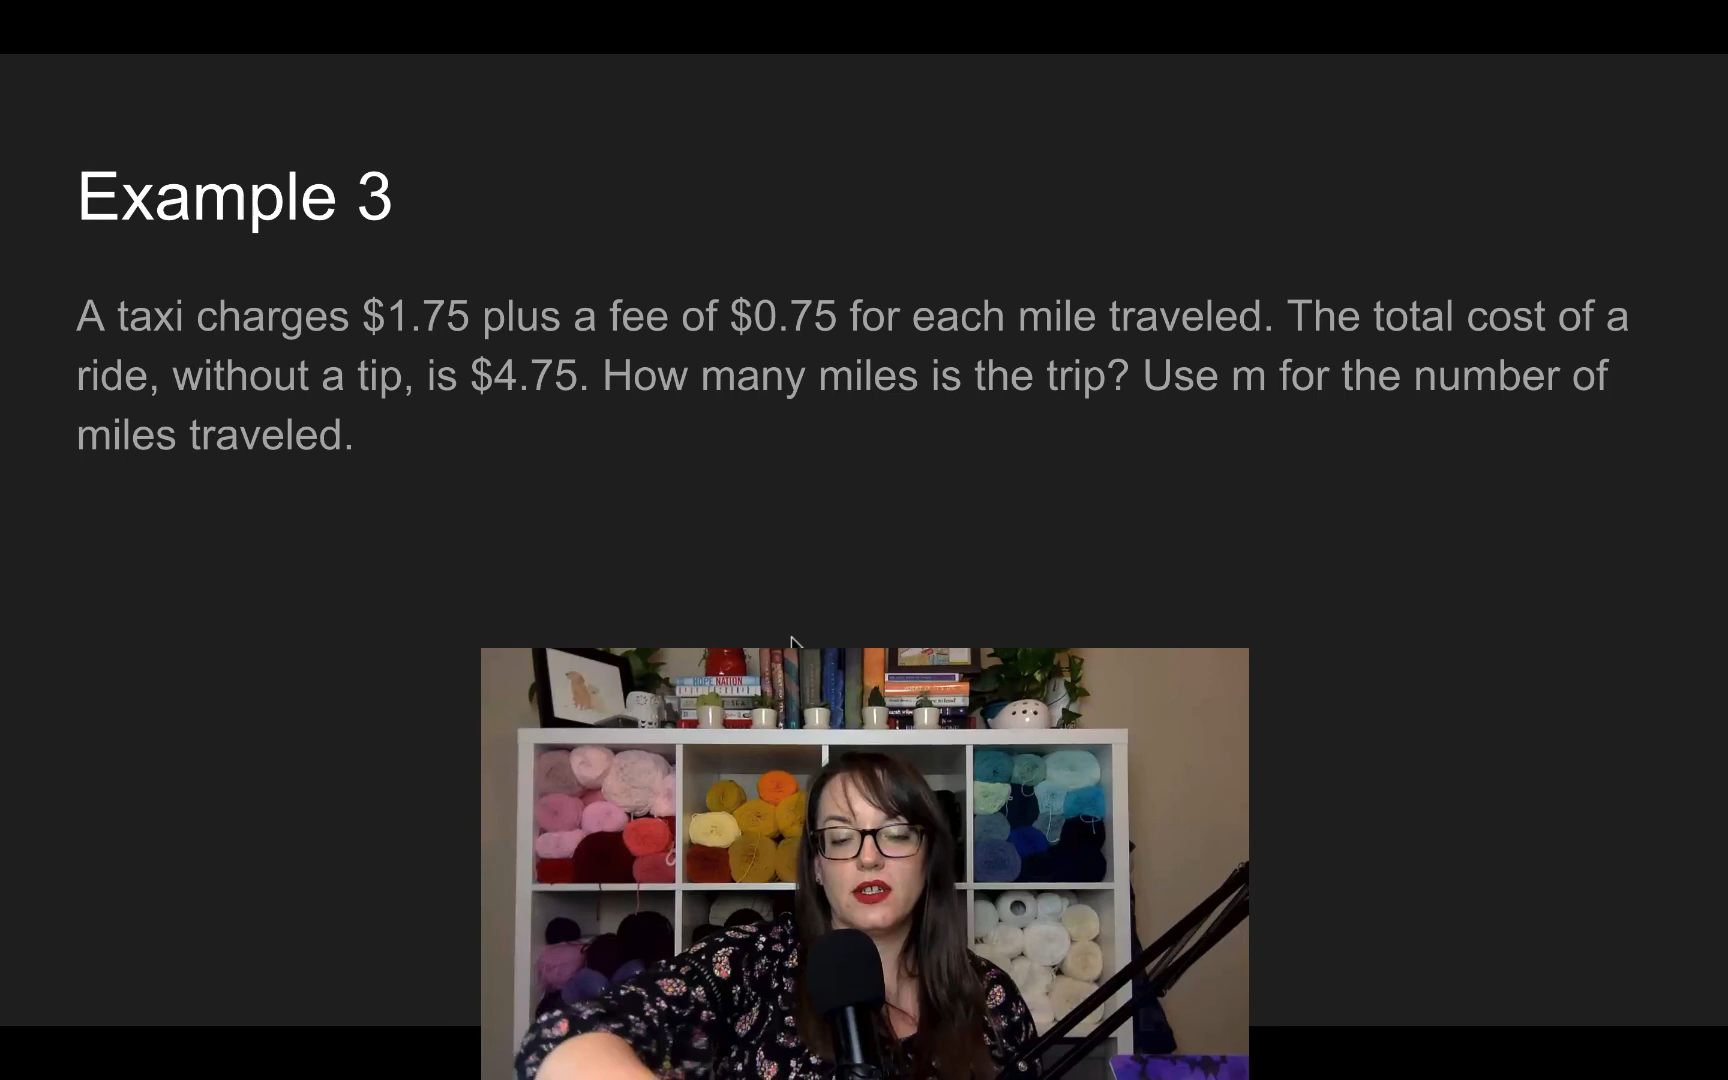 Example 3
A taxi charges $1.75 plus a fee of $0.75 for each mile traveled. The total cost of a
ride, without a tip, is $4.75. How many miles is the trip? Use m for the number of
miles traveled.
HOPE NATION